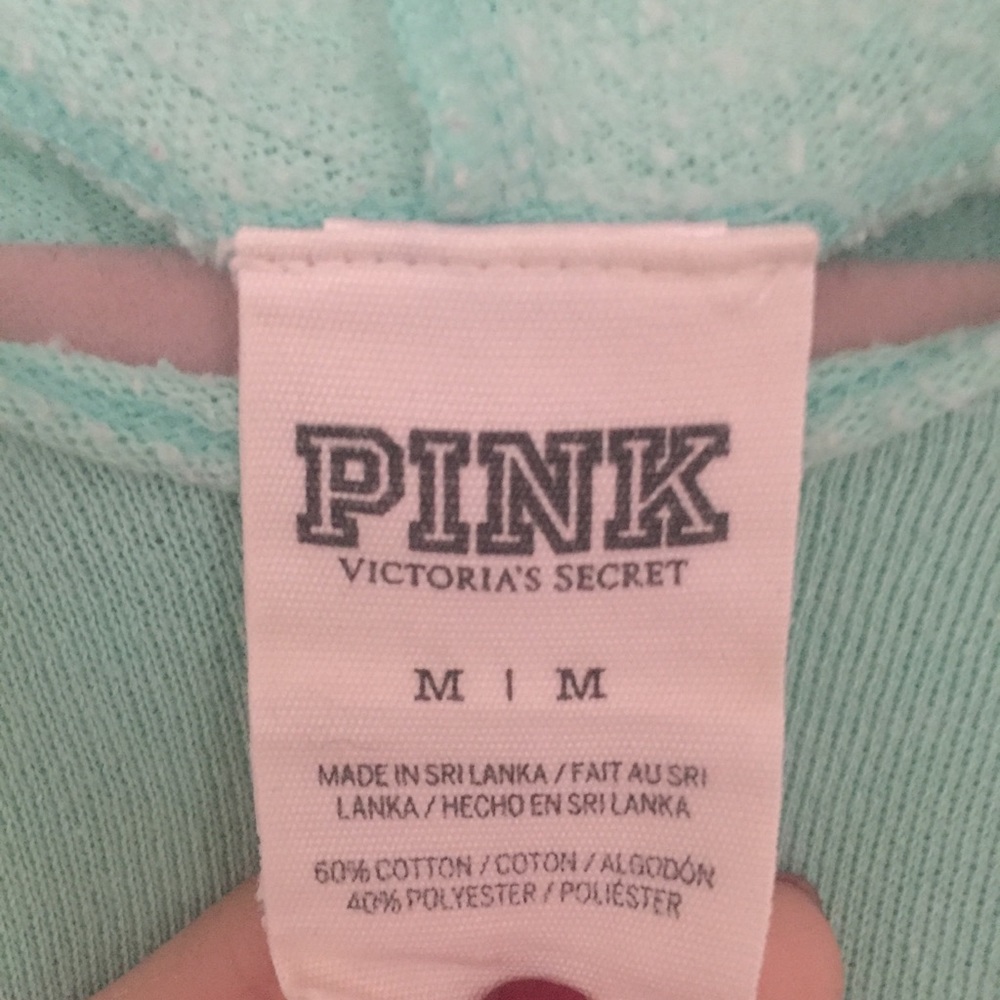 PINK
VICTORIA'S SECRET
M | M
MADE IN SRI LANKA / FAIT AU SRI
LANKA / HECHO EN SRI LANKA
60% COTTON / COTON / ALGODÓN
40% POLYESTER / POLIÉSTER